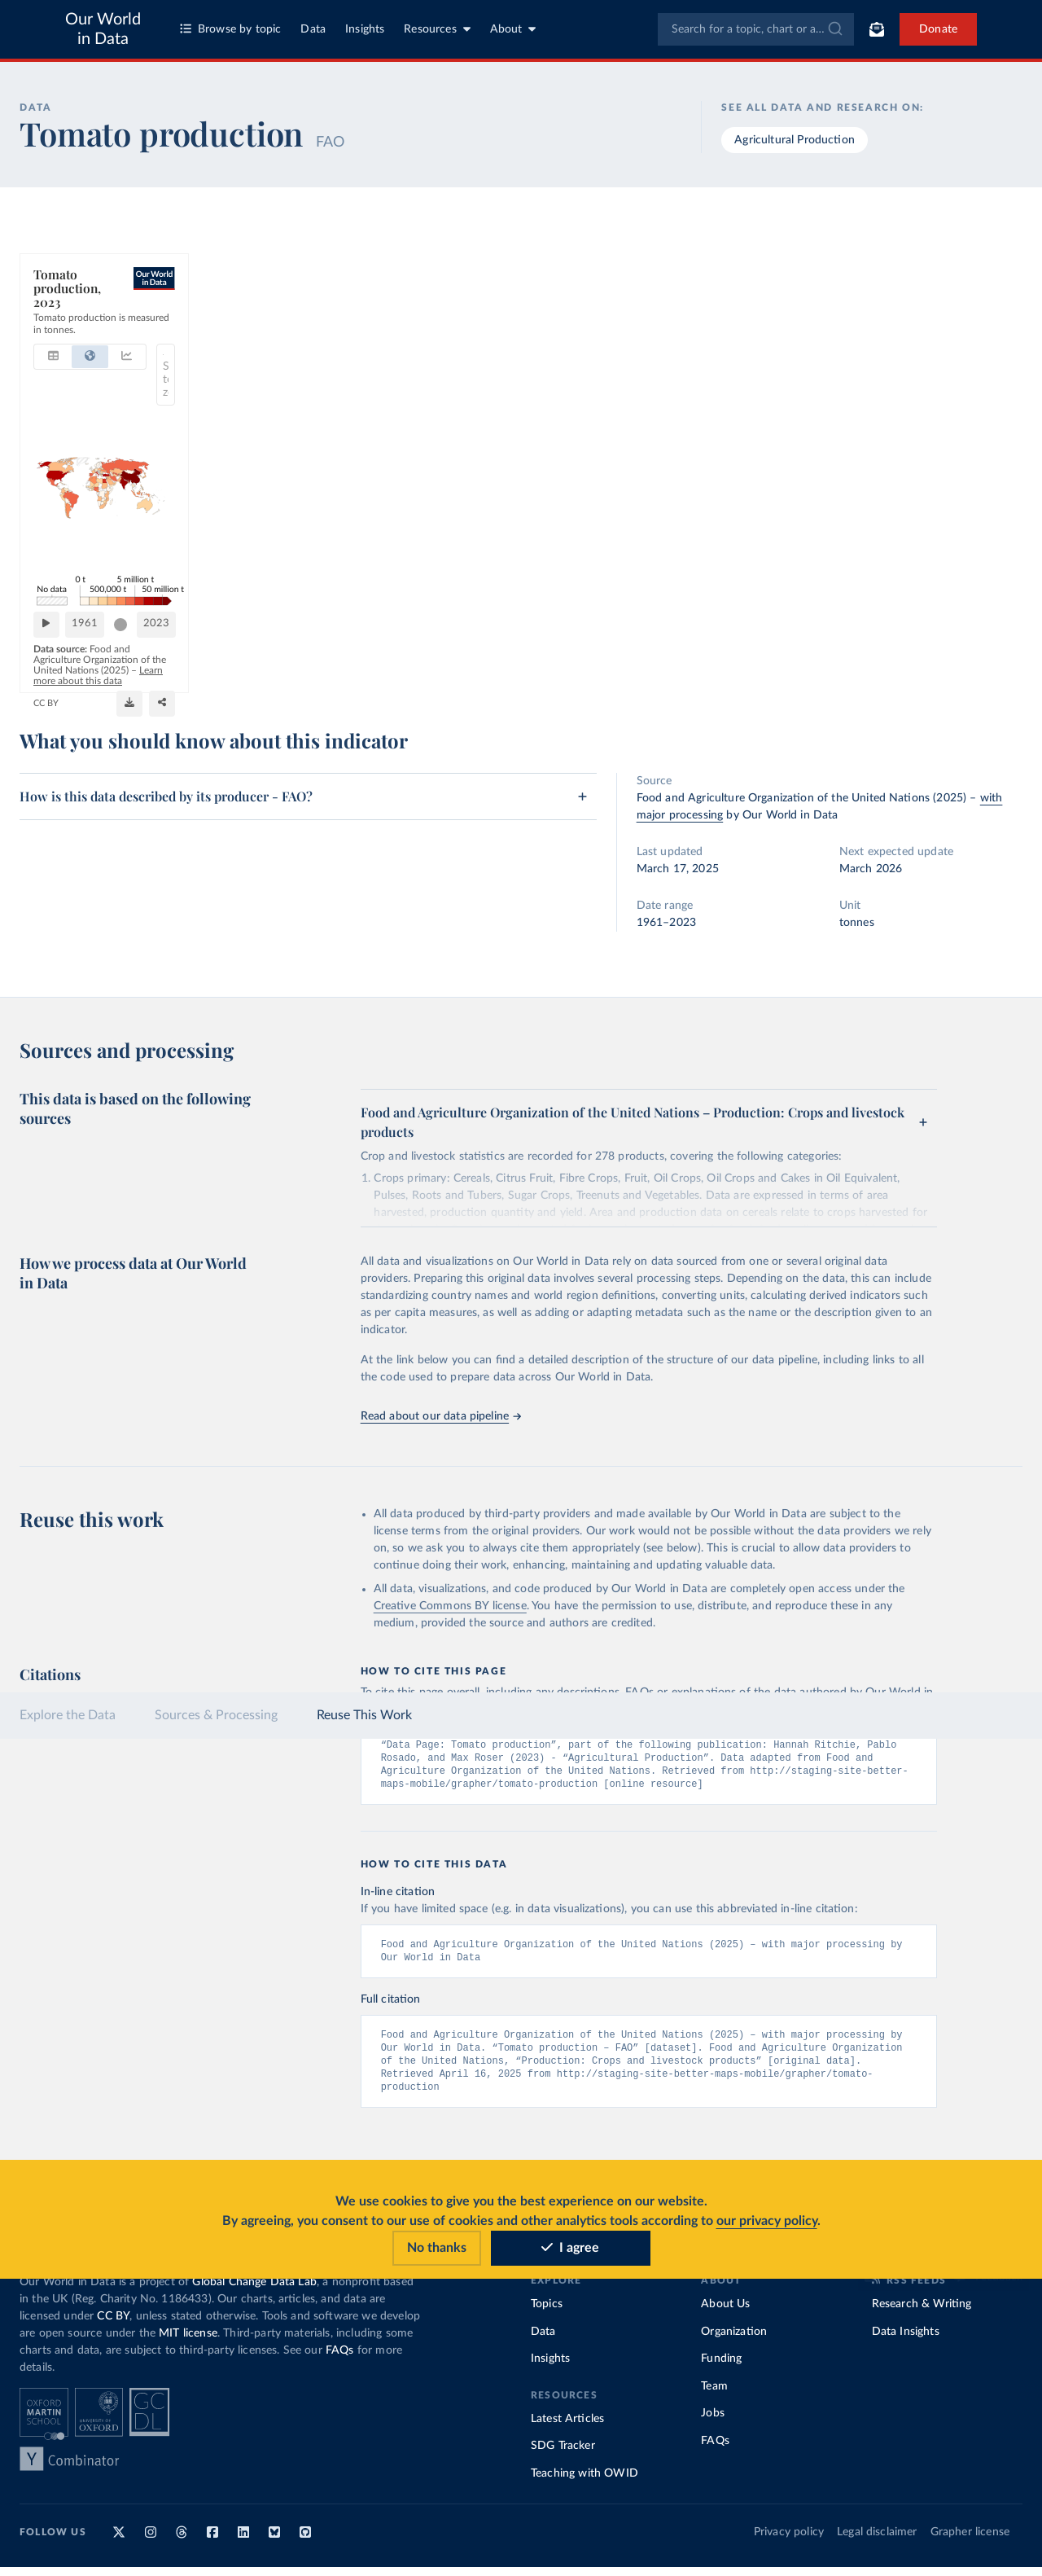 Our World
in Data
Browse by topic
Data
Insights
Resources
About
Search for a topic, chart or a...
Donate
DATA
Tomato production FAO
SEE ALL DATA AND RESEARCH ON:
Agricultural Production
Tomato
production,
2023
Our World
in Data
Tomato production is measured
in tonnes.
No data
0 t
500,000 t
5 million t
50 million t
1961
2023
Data source: Food and
Agriculture Organization of the
United Nations (2025) – Learn
more about this data
CC BY
What you should know about this indicator
How is this data described by its producer - FAO?
Source
Food and Agriculture Organization of the United Nations (2025) – with
major processing by Our World in Data
Last updated
March 17, 2025
Next expected update
March 2026
Date range
1961–2023
Unit
tonnes
Sources and processing
This data is based on the following
sources
Food and Agriculture Organization of the United Nations – Production: Crops and livestock
products
Crop and livestock statistics are recorded for 278 products, covering the following categories:
1. Crops primary: Cereals, Citrus Fruit, Fibre Crops, Fruit, Oil Crops, Oil Crops and Cakes in Oil Equivalent,
Pulses, Roots and Tubers, Sugar Crops, Treenuts and Vegetables. Data are expressed in terms of area
harvested, production quantity and yield. Area and production data on cereals relate to crops harvested for
How we process data at Our World
in Data
All data and visualizations on Our World in Data rely on data sourced from one or several original data
providers. Preparing this original data involves several processing steps. Depending on the data, this can include
standardizing country names and world region definitions, converting units, calculating derived indicators such
as per capita measures, as well as adding or adapting metadata such as the name or the description given to an
indicator.
At the link below you can find a detailed description of the structure of our data pipeline, including links to all
the code used to prepare data across Our World in Data.
Read about our data pipeline →
Reuse this work
• All data produced by third-party providers and made available by Our World in Data are subject to the
license terms from the original providers. Our work would not be possible without the data providers we rely
on, so we ask you to always cite them appropriately (see below). This is crucial to allow data providers to
continue doing their work, enhancing, maintaining and updating valuable data.
• All data, visualizations, and code produced by Our World in Data are completely open access under the
Creative Commons BY license. You have the permission to use, distribute, and reproduce these in any
medium, provided the source and authors are credited.
Citations
HOW TO CITE THIS PAGE
To cite this page overall, including any descriptions, FAQs or explanations of the data authored by Our World in
Explore the Data
Sources & Processing
Reuse This Work
“Data Page: Tomato production”, part of the following publication: Hannah Ritchie, Pablo
Rosado, and Max Roser (2023) - “Agricultural Production”. Data adapted from Food and
Agriculture Organization of the United Nations. Retrieved from http://staging-site-better-
maps-mobile/grapher/tomato-production [online resource]
HOW TO CITE THIS DATA
In-line citation
If you have limited space (e.g. in data visualizations), you can use this abbreviated in-line citation:
Food and Agriculture Organization of the United Nations (2025) – with major processing by
Our World in Data
Full citation
Food and Agriculture Organization of the United Nations (2025) – with major processing by
Our World in Data. “Tomato production – FAO” [dataset]. Food and Agriculture Organization
of the United Nations, “Production: Crops and livestock products” [original data].
Retrieved April 16, 2025 from http://staging-site-better-maps-mobile/grapher/tomato-
production
We use cookies to give you the best experience on our website.
By agreeing, you consent to our use of cookies and other analytics tools according to our privacy policy.
No thanks
I agree
Our World in Data is a project of Global Change Data Lab, a nonprofit based
in the UK (Reg. Charity No. 1186433). Our charts, articles, and data are
licensed under CC BY, unless stated otherwise. Tools and software we develop
are open source under the MIT license. Third-party materials, including some
charts and data, are subject to third-party licenses. See our FAQs for more
details.
OXFORD
MARTIN
SCHOOL
UNIVERSITY OF
OXFORD
GC
DL
Y Combinator
EXPLORE
Topics
Data
Insights
RESOURCES
Latest Articles
SDG Tracker
Teaching with OWID
ABOUT
About Us
Organization
Funding
Team
Jobs
FAQs
RSS FEEDS
Research & Writing
Data Insights
FOLLOW US
Privacy policy
Legal disclaimer
Grapher license